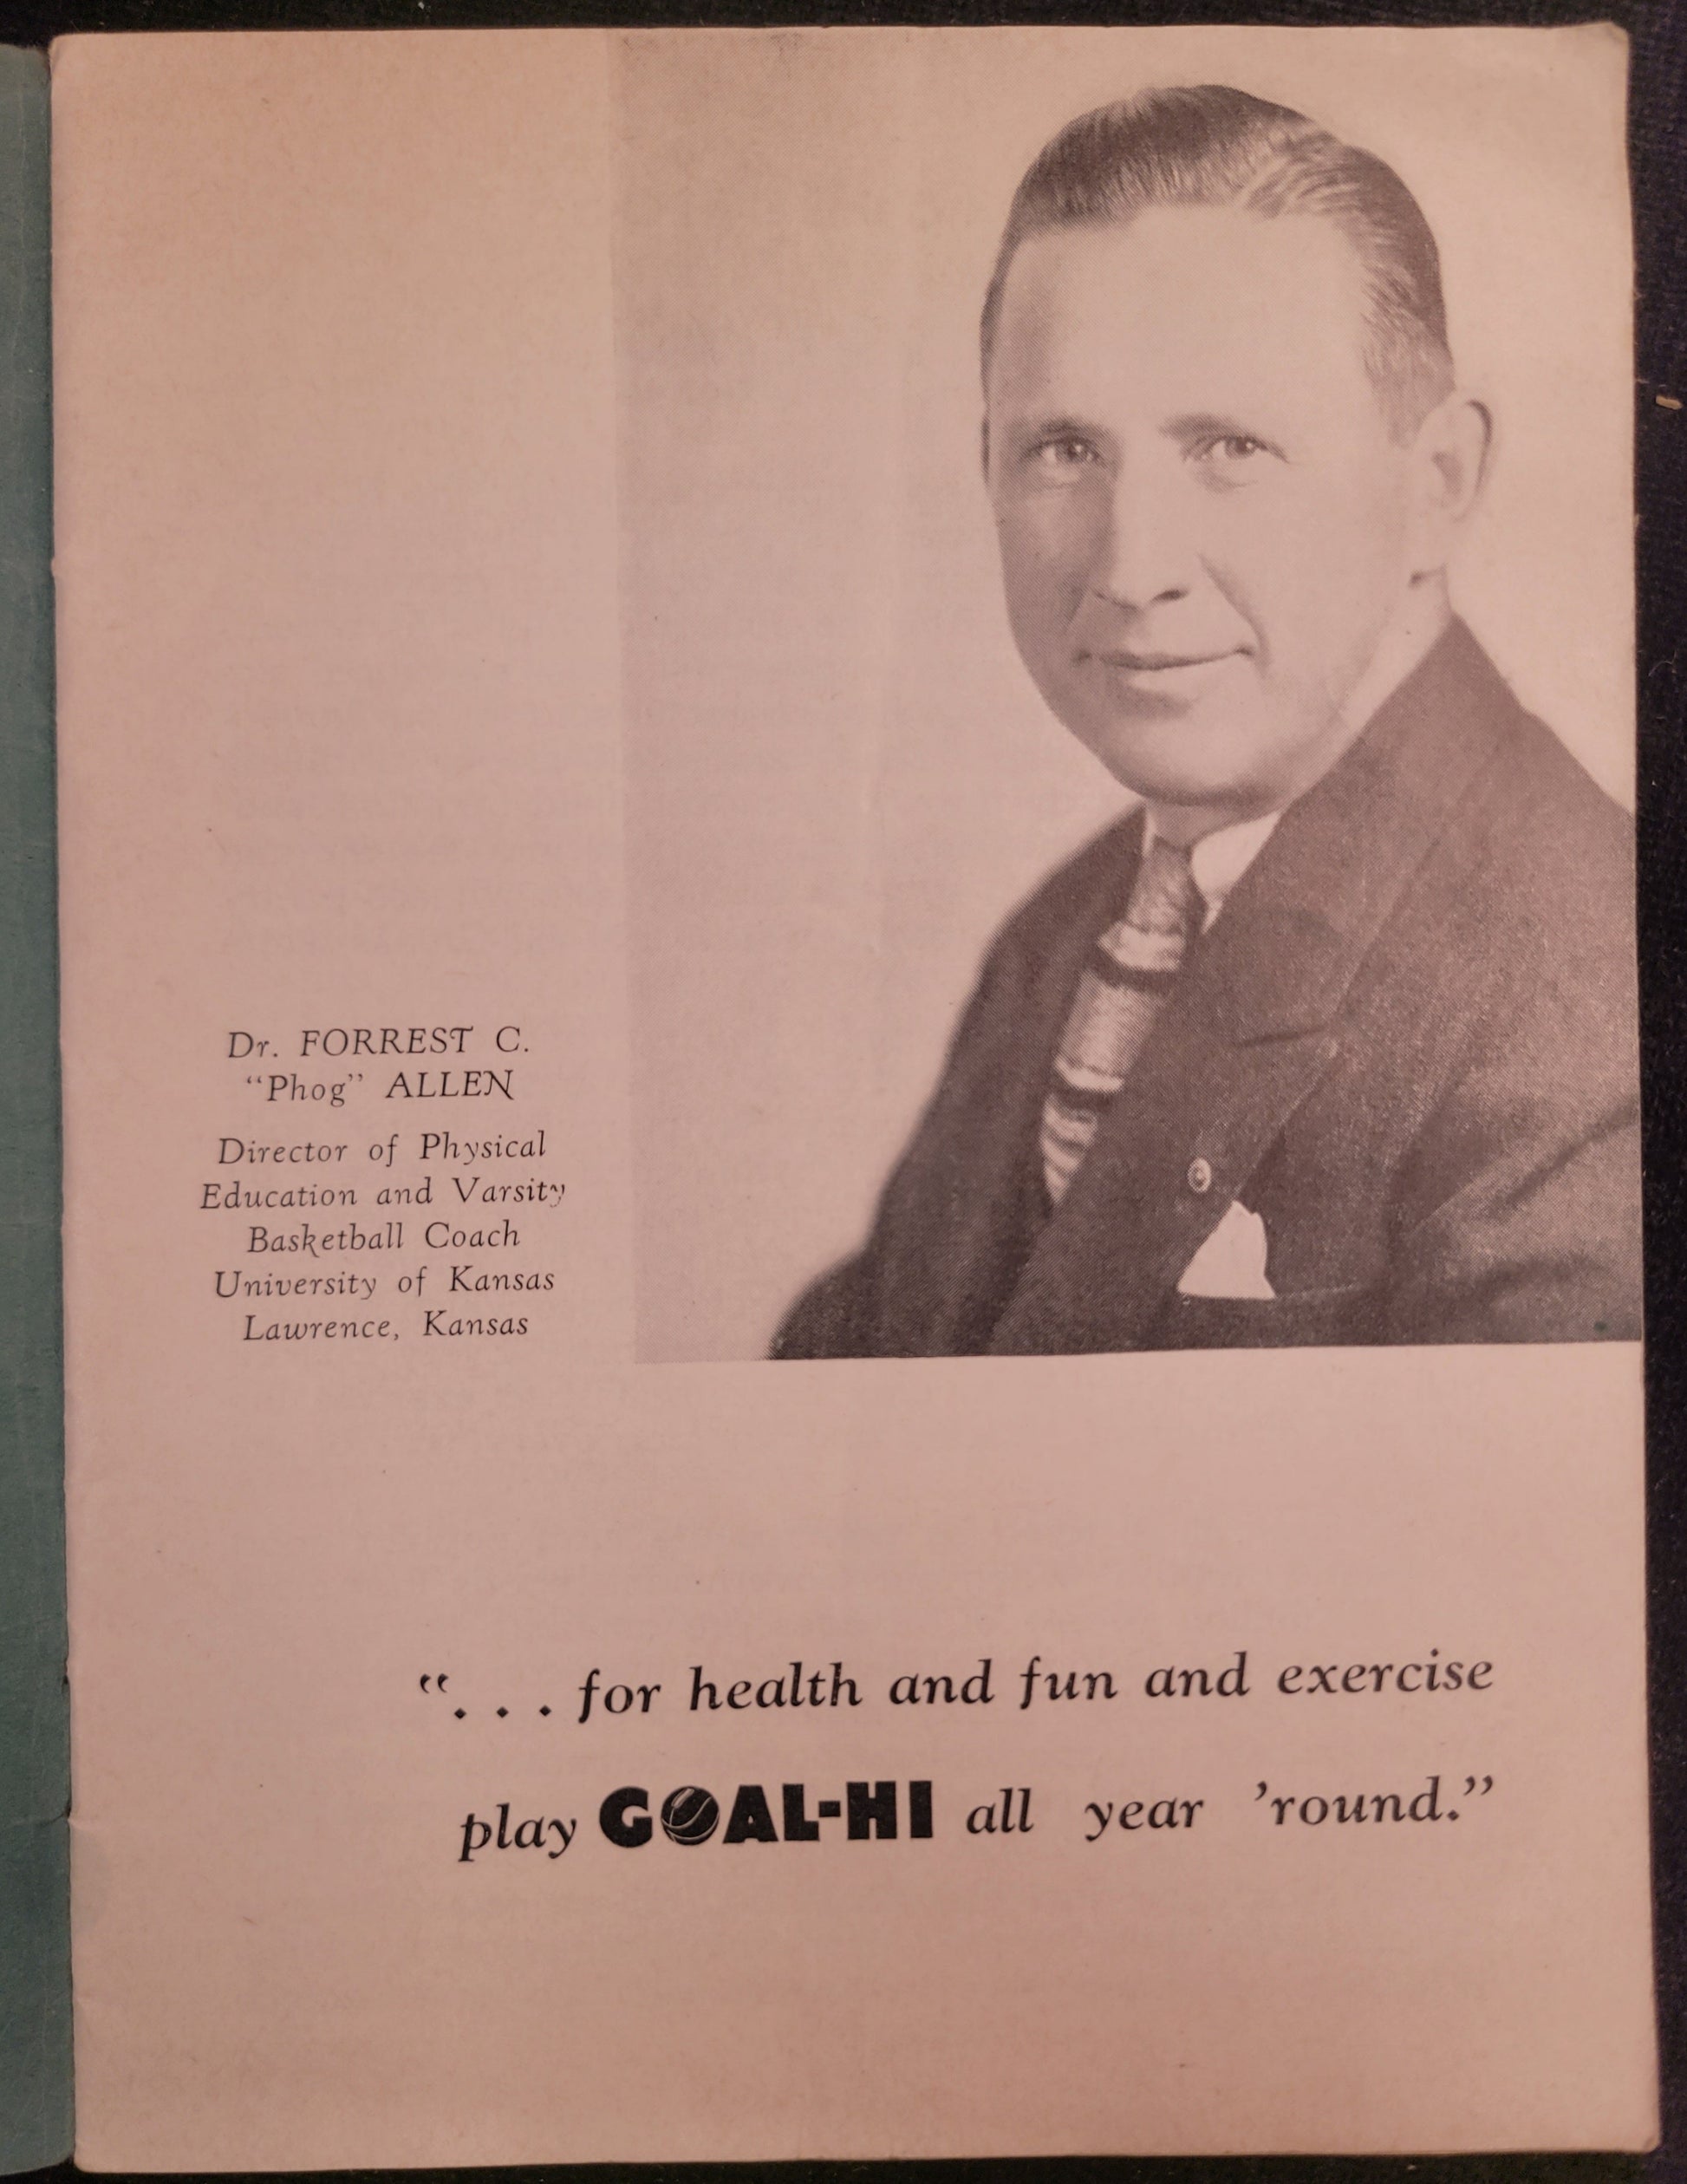 Dr. FORREST C.
“Phog” ALLEN
Director of Physical
Education and Varsity
Basketball Coach
University of Kansas
Lawrence, Kansas
“. . . for health and fun and exercise
play GOAL-HI all year ’round.”